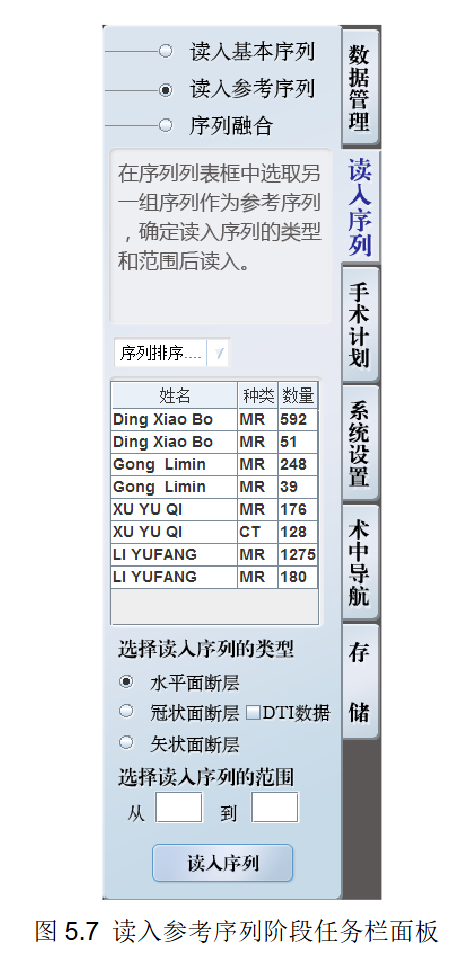 读入基本序列
读入参考序列
序列融合
在序列列表框中选取另
一组序列作为参考序列
，确定读入序列的类型
和范围后读入。
序列排序....
姓名 种类 数量
Ding Xiao Bo MR 592
Ding Xiao Bo MR 51
Gong Limin MR 248
Gong Limin MR 39
XU YU QI MR 176
XU YU QI CT 128
LI YUFANG MR 1275
LI YUFANG MR 180
选择读入序列的类型
水平面断层
冠状面断层 DTI数据
矢状面断层
选择读入序列的范围
从 到
读入序列
数据管理
读入序列
手术计划
系统设置
术中导航
存储
图 5.7 读入参考序列阶段任务栏面板